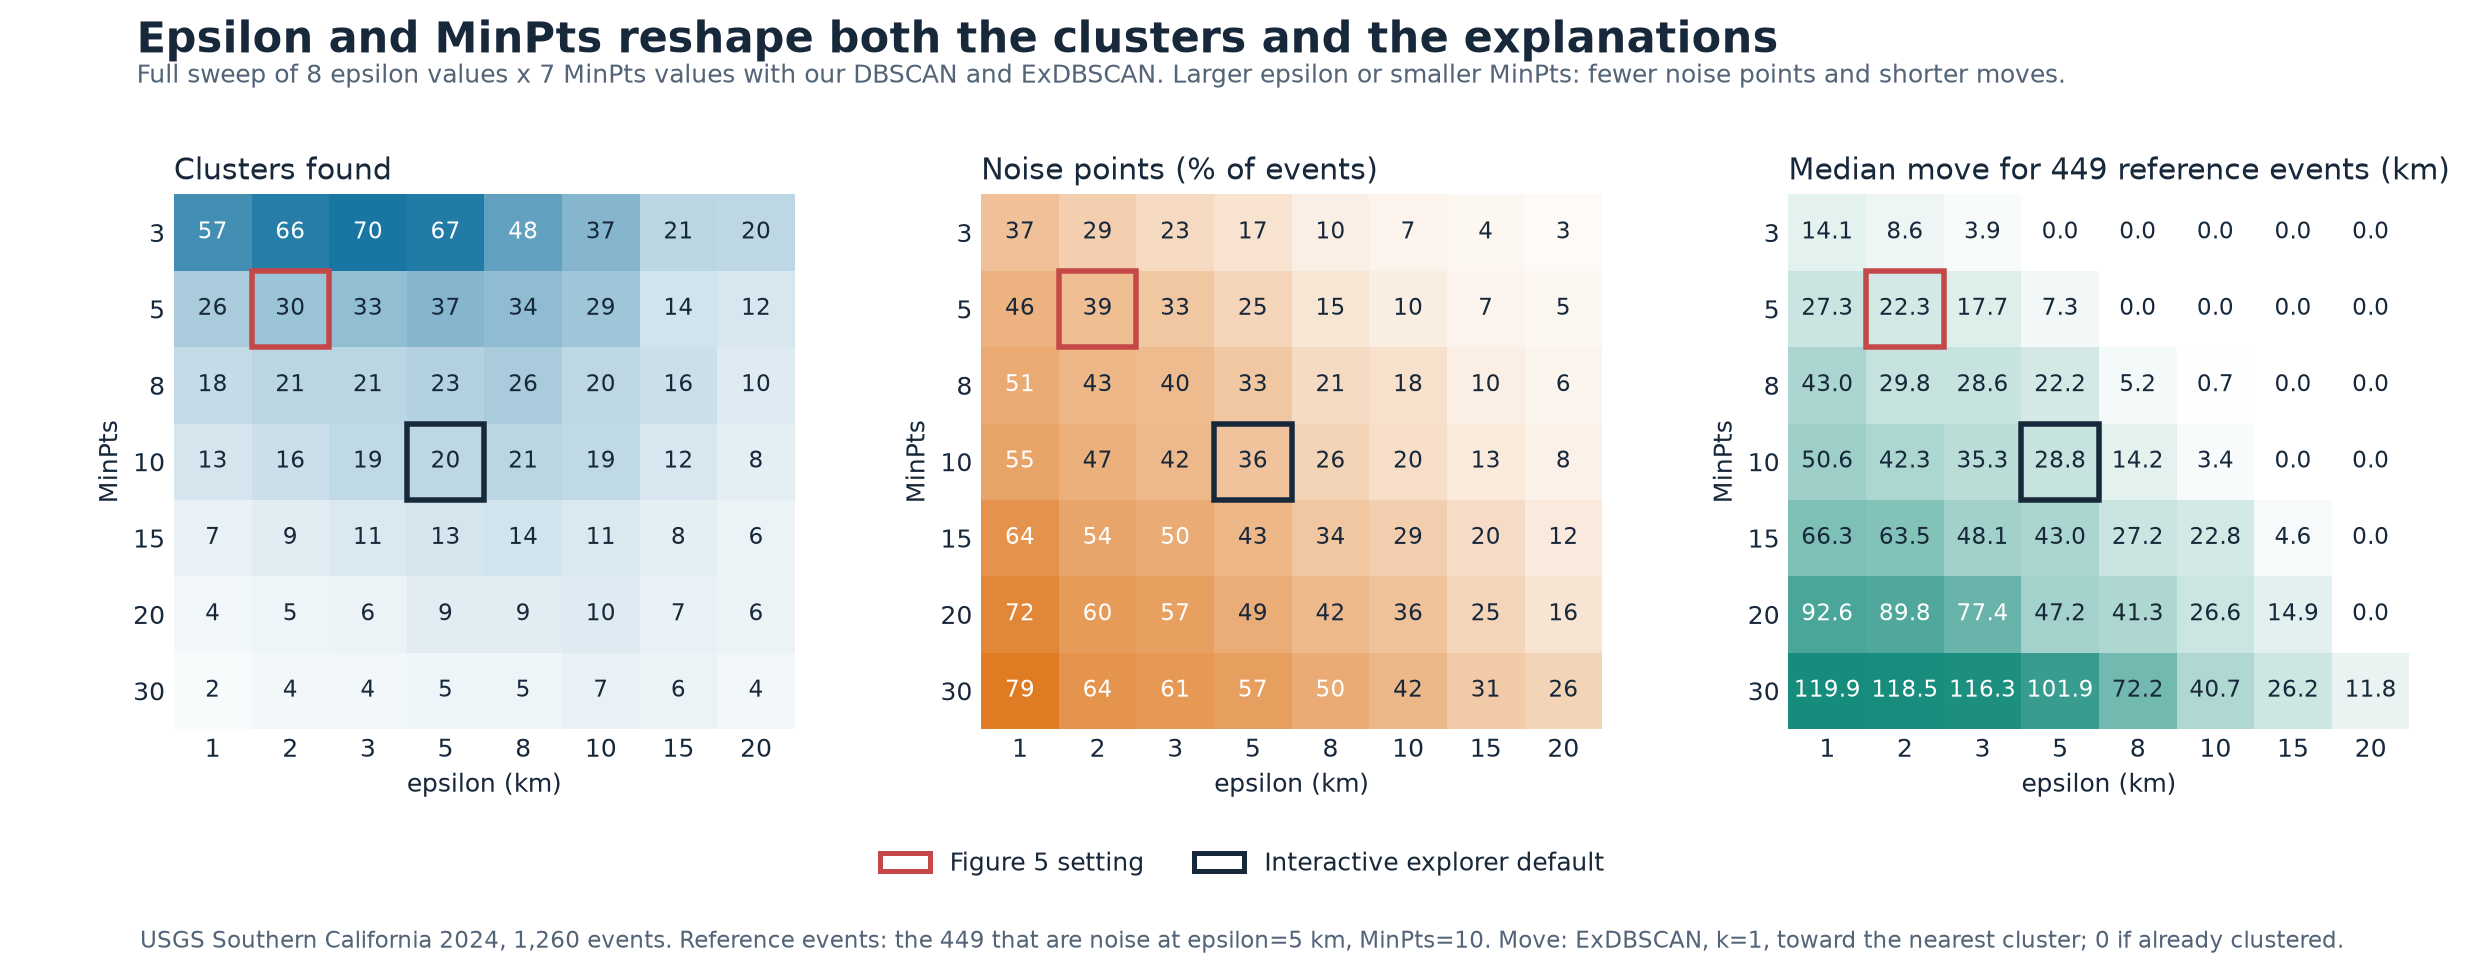 Epsilon and MinPts reshape both the clusters and the explanations
Full sweep of 8 epsilon values x 7 MinPts values with our DBSCAN and ExDBSCAN. Larger epsilon or smaller MinPts: fewer noise points and shorter moves.
Clusters found
MinPts
3 57 66 70 67 48 37 21 20
5 26 30 33 37 34 29 14 12
8 18 21 21 23 26 20 16 10
10 13 16 19 20 21 19 12 8
15 7 9 11 13 14 11 8 6
20 4 5 6 9 9 10 7 6
30 2 4 4 5 5 7 6 4
1 2 3 5 8 10 15 20
epsilon (km)
Noise points (% of events)
MinPts
3 37 29 23 17 10 7 4 3
5 46 39 33 25 15 10 7 5
8 51 43 40 33 21 18 10 6
10 55 47 42 36 26 20 13 8
15 64 54 50 43 34 29 20 12
20 72 60 57 49 42 36 25 16
30 79 64 61 57 50 42 31 26
1 2 3 5 8 10 15 20
epsilon (km)
Median move for 449 reference events (km)
MinPts
3 14.1 8.6 3.9 0.0 0.0 0.0 0.0 0.0
5 27.3 22.3 17.7 7.3 0.0 0.0 0.0 0.0
8 43.0 29.8 28.6 22.2 5.2 0.7 0.0 0.0
10 50.6 42.3 35.3 28.8 14.2 3.4 0.0 0.0
15 66.3 63.5 48.1 43.0 27.2 22.8 4.6 0.0
20 92.6 89.8 77.4 47.2 41.3 26.6 14.9 0.0
30 119.9 118.5 116.3 101.9 72.2 40.7 26.2 11.8
1 2 3 5 8 10 15 20
epsilon (km)
Figure 5 setting
Interactive explorer default
USGS Southern California 2024, 1,260 events. Reference events: the 449 that are noise at epsilon=5 km, MinPts=10. Move: ExDBSCAN, k=1, toward the nearest cluster; 0 if already clustered.